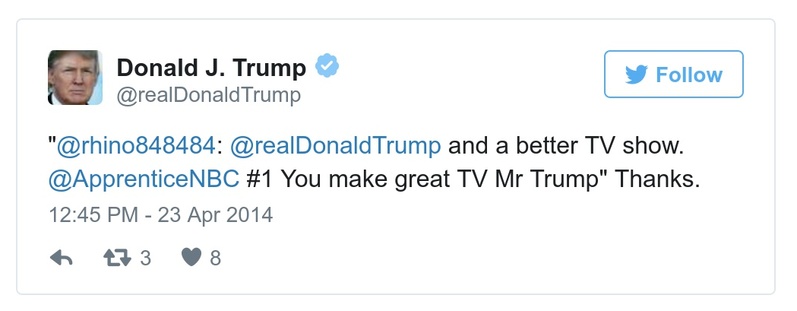 Donald J. Trump
@realDonaldTrump
Follow
"@rhino848484: @realDonaldTrump and a better TV show.
@ApprenticeNBC #1 You make great TV Mr Trump" Thanks.
12:45 PM - 23 Apr 2014
3 8